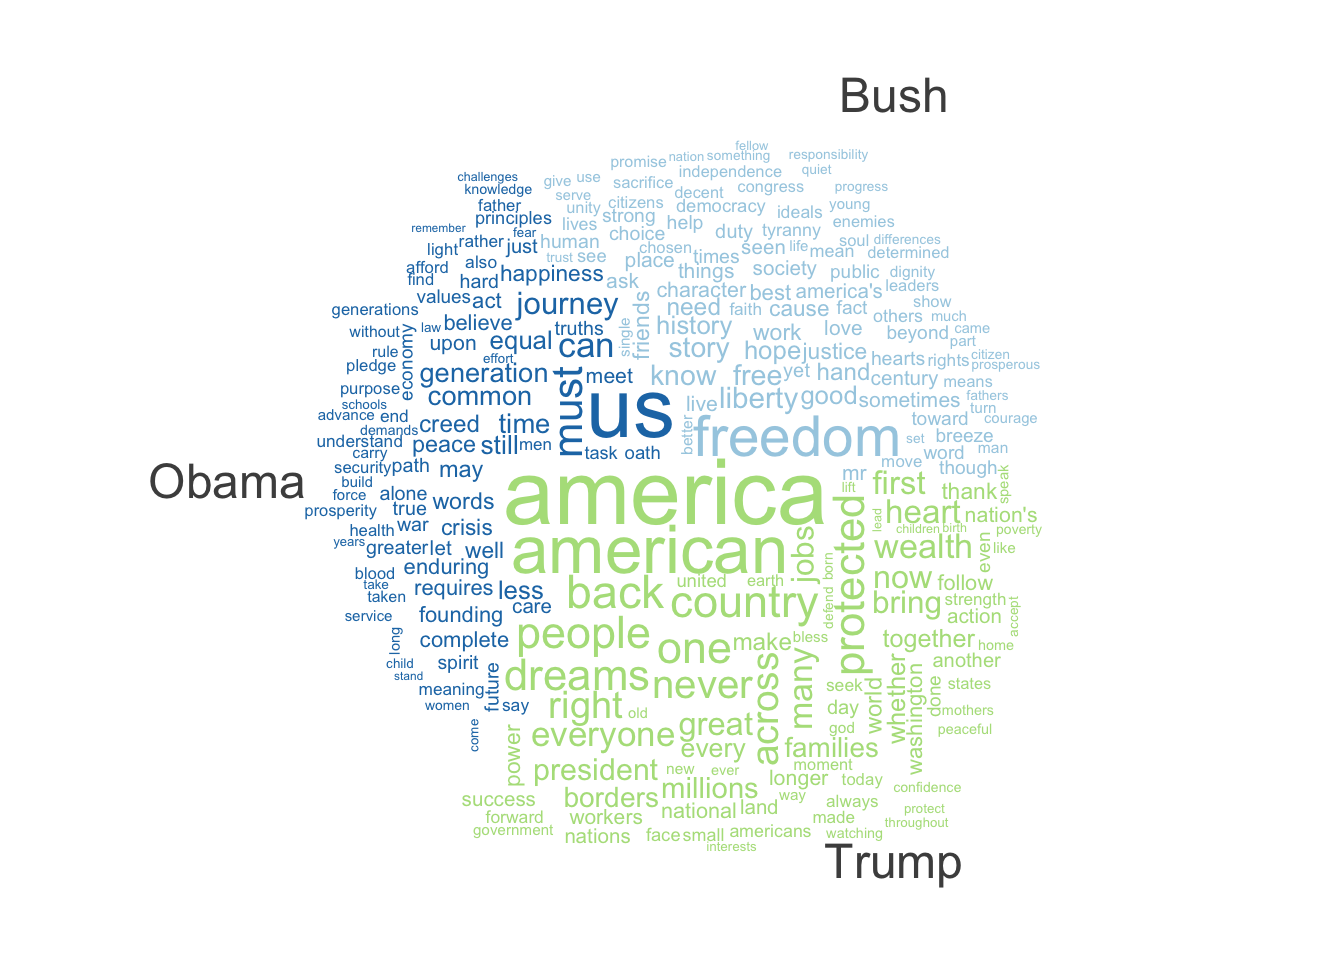 Bush
fellow
promise nation something responsibility
independence quiet
challenges give use sacrifice congress progress
knowledge serve decent
father unity citizens democracy ideals young
principles lives strong help enemies
remember fear choice duty tyranny
light rather just human chosen seen life mean soul differences
also trust see place times determined
afford happiness things society public dignity
find hard ask leaders
values act journey character best america's show
generations need faith cause fact others much
without law believe truths single friends history work love beyond came
rule economy upon equal can story hope justice part
pledge effort hearts rights citizen
generation must meet know free yet hand century means prosperous
purpose common us live liberty good sometimes fathers
schools turn
advance end creed time freedom toward courage
demands better set breeze
understand peace still men word man
carry task oath
Obama security path may america mr move though speak
build lift first thank
force alone words
prosperity true heart nation's
health war crisis american jobs protected lead children birth poverty
years greater let well wealth even like
blood enduring united earth born now follow
take requires less back
taken care country defend bring strength accept
service founding action
long complete people one make bless together home
child spirit dreams never across many another
stand future seek world whether washington done states
meaning say right old day mothers
women great god peaceful
come everyone every families
power president new ever moment
millions longer today confidence
success borders way always protect
forward workers national land made throughout
government nations face small americans watching
interests
Trump